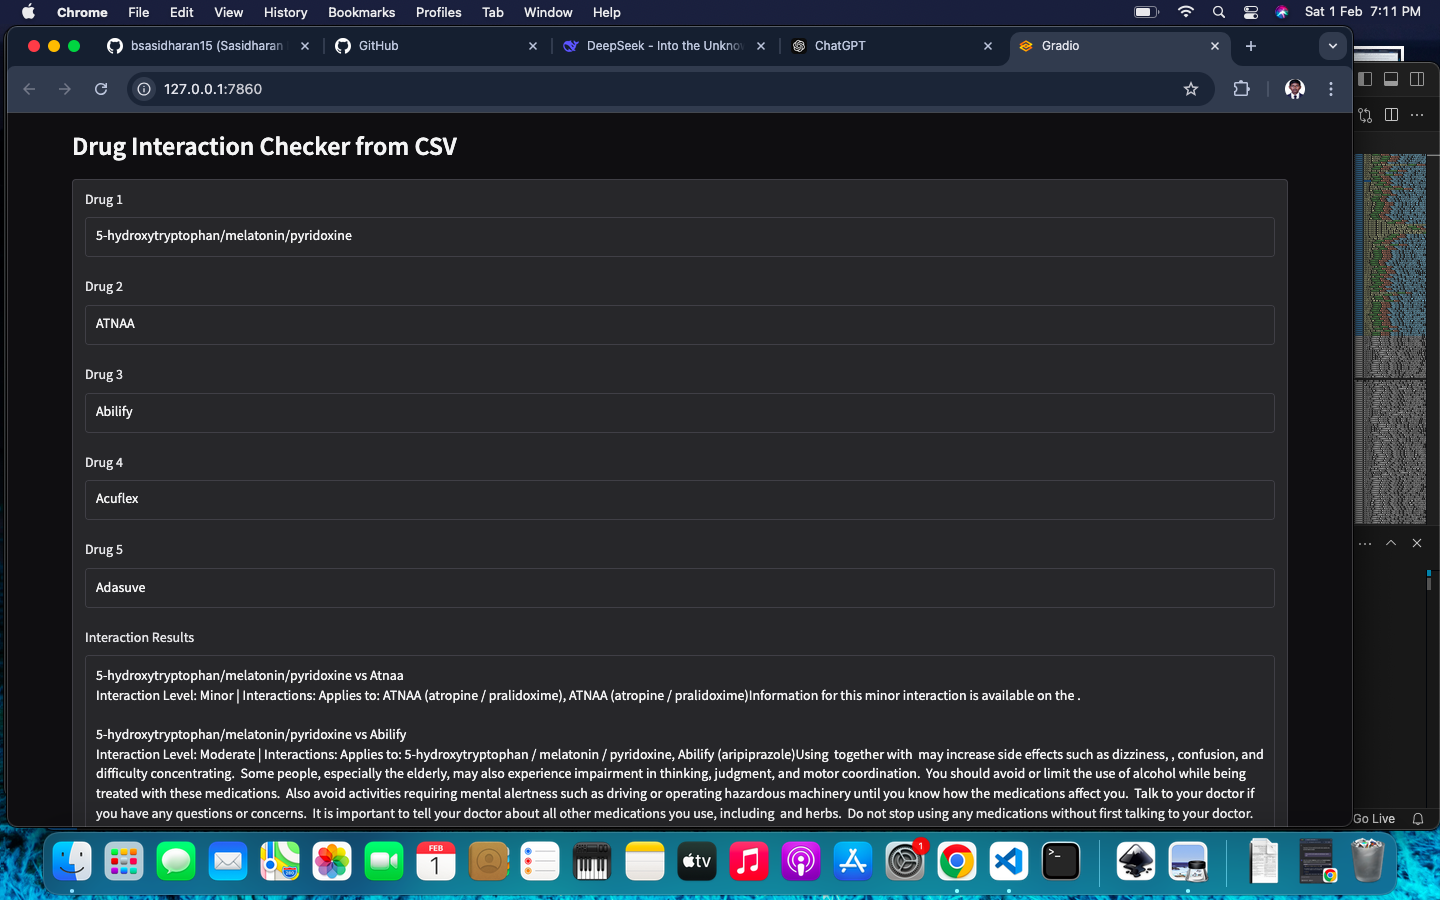 Chrome File Edit View History Bookmarks Profiles Tab Window Help Sat 1 Feb 7:11 PM
bsasidharan15 (Sasidharan GitHub DeepSeek - Into the Unkno ChatGPT Gradio
127.0.0.1:7860
Drug Interaction Checker from CSV
Drug 1
5-hydroxytryptophan/melatonin/pyridoxine
Drug 2
ATNAA
Drug 3
Abilify
Drug 4
Acuflex
Drug 5
Adasuve
Interaction Results
5-hydroxytryptophan/melatonin/pyridoxine vs Atnaa
Interaction Level: Minor | Interactions: Applies to: ATNAA (atropine / pralidoxime), ATNAA (atropine / pralidoxime)Information for this minor interaction is available on the .
5-hydroxytryptophan/melatonin/pyridoxine vs Abilify
Interaction Level: Moderate | Interactions: Applies to: 5-hydroxytryptophan / melatonin / pyridoxine, Abilify (aripiprazole)Using  together with  may increase side effects such as dizziness, , confusion, and
difficulty concentrating.  Some people, especially the elderly, may also experience impairment in thinking, judgment, and motor coordination.  You should avoid or limit the use of alcohol while being
treated with these medications.  Also avoid activities requiring mental alertness such as driving or operating hazardous machinery until you know how the medications affect you.  Talk to your doctor if
you have any questions or concerns.  It is important to tell your doctor about all other medications you use, including  and herbs.  Do not stop using any medications without first talking to your doctor.
Go Live
FEB
1
tv
1
280
>_